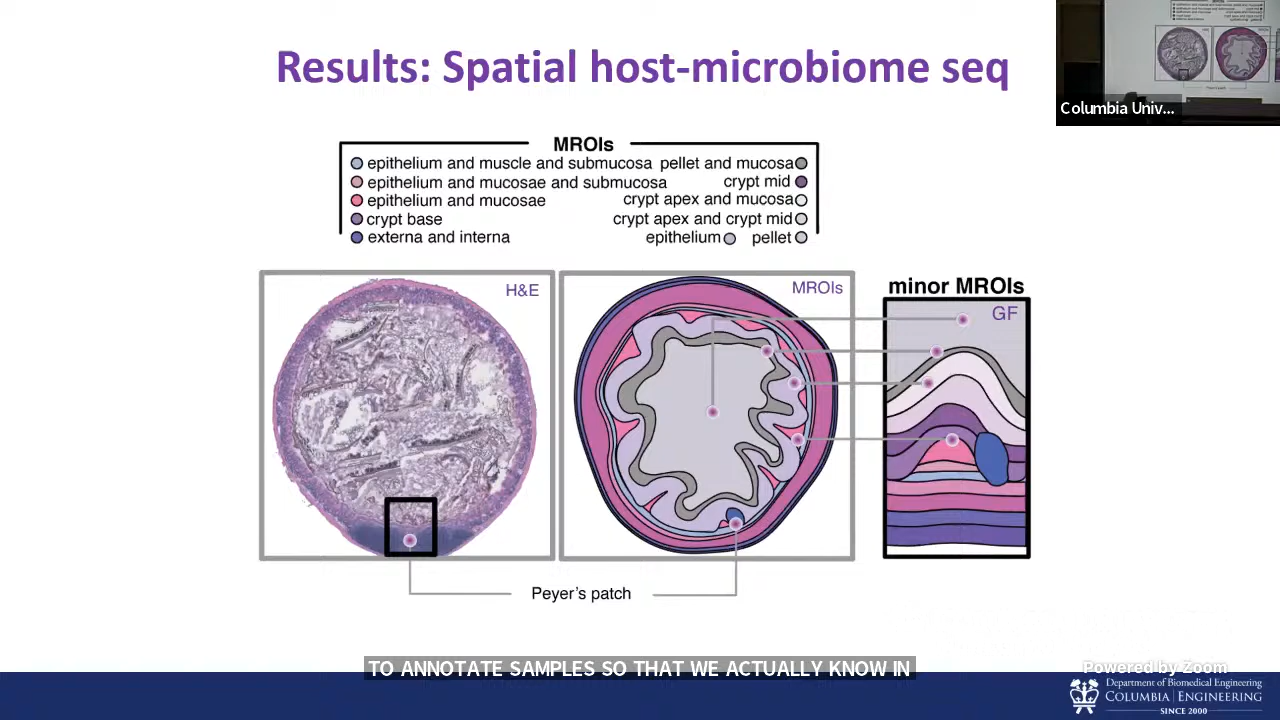 Results: Spatial host-microbiome seq
Columbia Univ...
MROIs
epithelium and muscle and submucosa
epithelium and mucosae and submucosa
epithelium and mucosae
crypt base
externa and interna
pellet and mucosa
crypt mid
crypt apex and mucosa
crypt apex and crypt mid
epithelium
pellet
H&E
MROIs
minor MROIs
GF
Peyer's patch
TO ANNOTATE SAMPLES SO THAT WE ACTUALLY KNOW IN
Powered by Zoom
Department of Biomedical Engineering
COLUMBIA | ENGINEERING
SINCE 2000